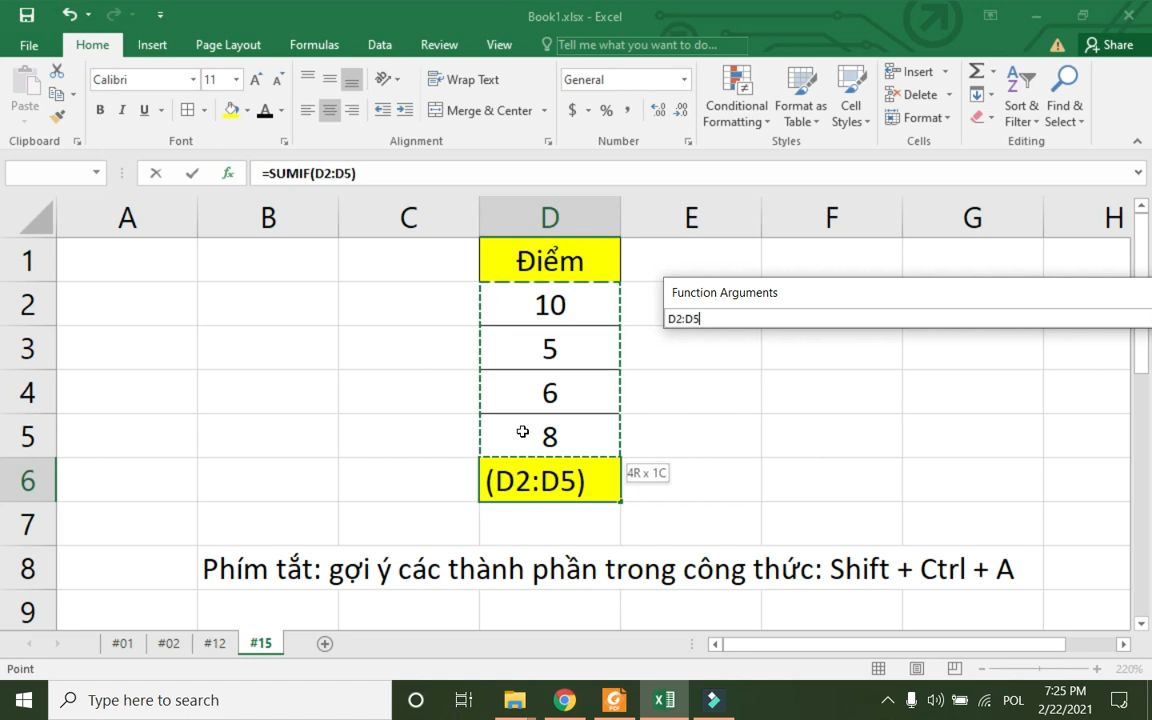 Book1.xlsx - Excel
File Home Insert Page Layout Formulas Data Review View Tell me what you want to do... Share
Paste
Calibri 11
B I U A
Wrap Text
Merge & Center
General
$ % ,
Conditional Formatting
Format as Table
Cell Styles
Insert
Delete
Format
Sort & Filter
Find & Select
Clipboard Font Alignment Number Styles Cells Editing
fx =SUMIF(D2:D5)
A B C D E F G H
1 Điểm
Function Arguments
2 10
D2:D5
3 5
4 6
5 8
6 (D2:D5) 4R x 1C
7
8 Phím tắt: gợi ý các thành phần trong công thức: Shift + Ctrl + A
9
#01 #02 #12 #15
Point 220%
Type here to search
POL
7:25 PM
2/22/2021